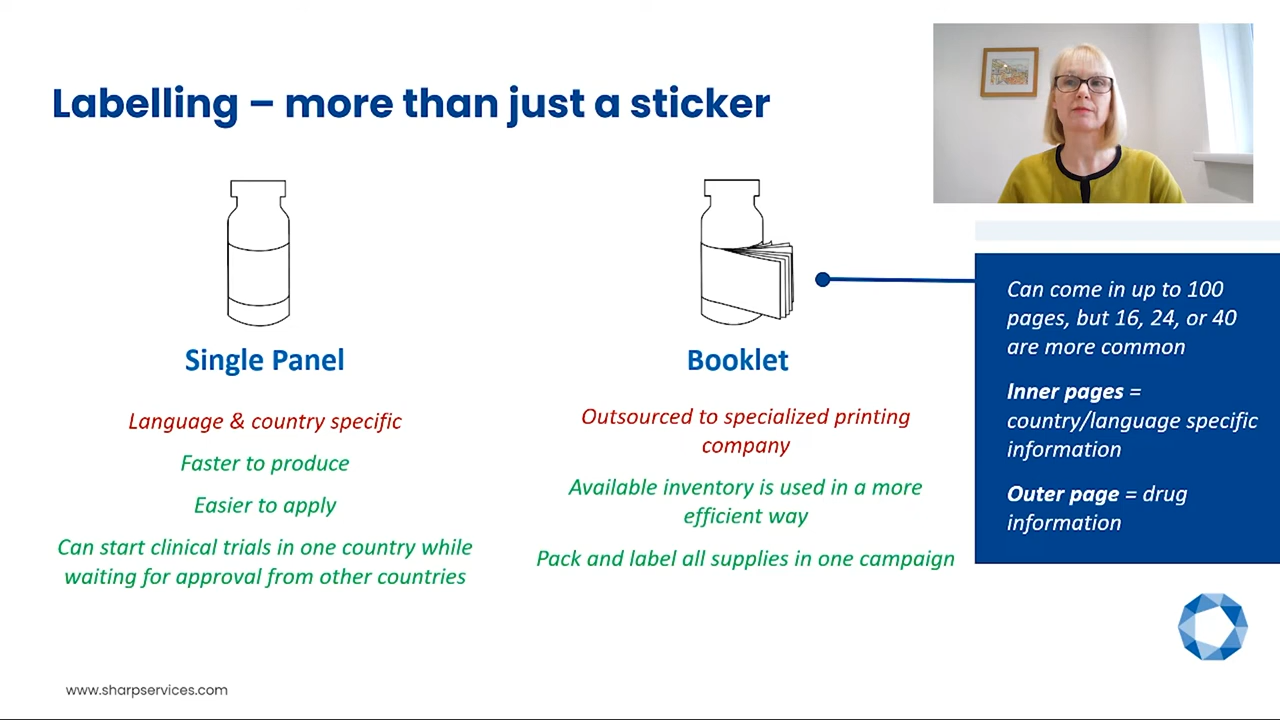 Labelling – more than just a sticker
Single Panel
Language & country specific
Faster to produce
Easier to apply
Can start clinical trials in one country while
waiting for approval from other countries
Booklet
Outsourced to specialized printing
company
Available inventory is used in a more
efficient way
Pack and label all supplies in one campaign
Can come in up to 100
pages, but 16, 24, or 40
are more common
Inner pages =
country/language specific
information
Outer page = drug
information
www.sharpservices.com